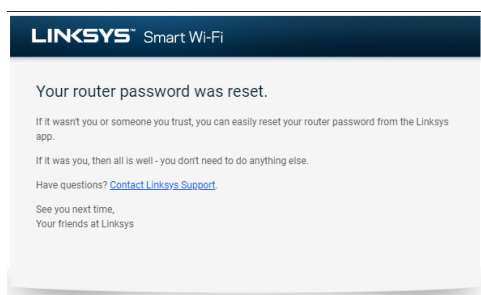 LINKSYS™ Smart Wi-Fi
Your router password was reset.
If it wasn't you or someone you trust, you can easily reset your router password from the Linksys
app.
If it was you, then all is well - you don't need to do anything else.
Have questions? Contact Linksys Support.
See you next time,
Your friends at Linksys